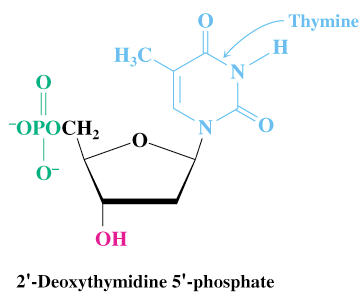 O
Thymine
H₃C
H
N
O
⁻OPOCH₂
N
O
O
O⁻
OH
2'-Deoxythymidine 5'-phosphate